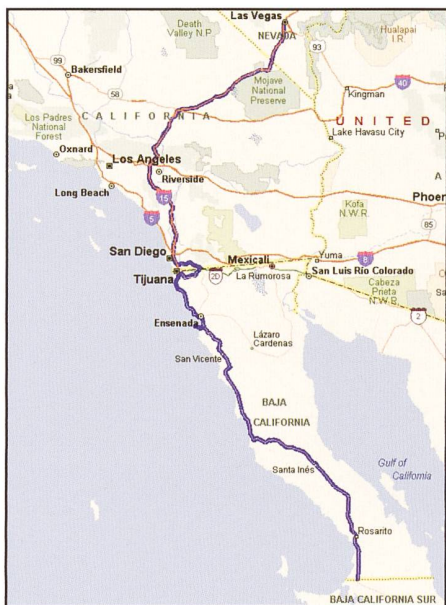 Las Vegas
Death
Valley N.P.
NEVADA
Hualapai
I.R.
93
99
Bakersfield
58
Mojave
National
Preserve
Kingman
40
CALIFORNIA
Los Padres
National
Forest
UNITED
Lake Havasu City
Oxnard
Los Angeles
Riverside
Long Beach
15
5
Kofa
N.W.R.
Phoen
85
San Diego
Mexicali
Yuma
8
Tijuana
2D
La Rumorosa
San Luis Río Colorado
Cabeza
Prieta
N.W.R.
2
Ensenada
Lázaro
Cardenas
San Vicente
BAJA
CALIFORNIA
Santa Inés
Gulf of
California
Rosarito
BAJA CALIFORNIA SUR